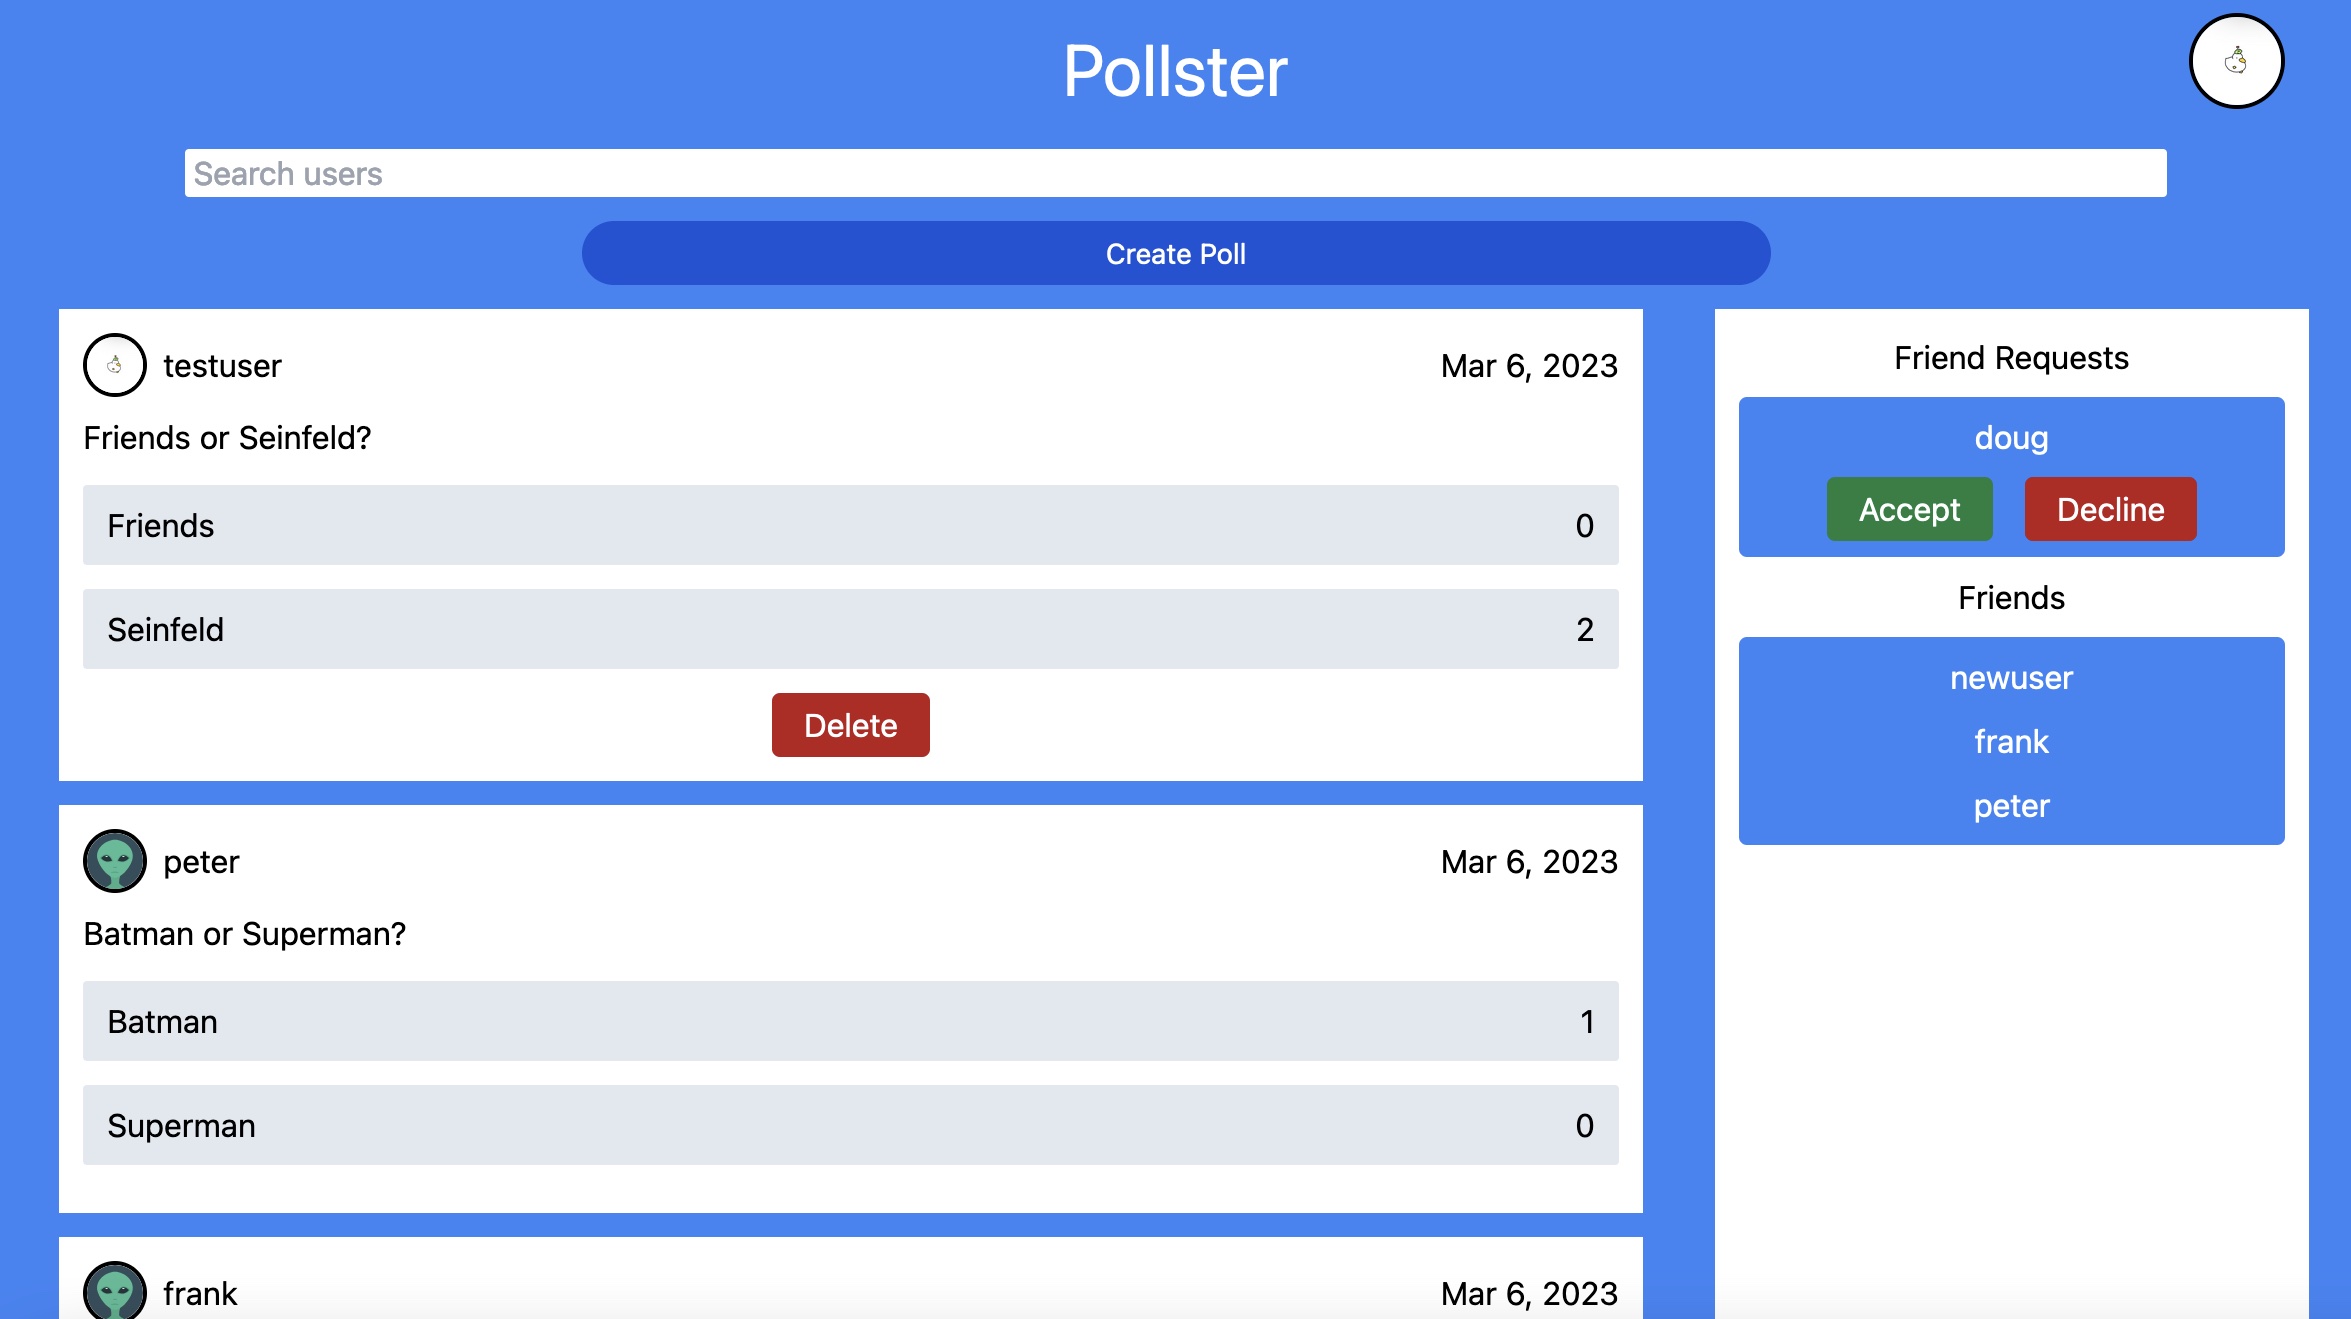 Pollster
Search users
Create Poll
testuser
Mar 6, 2023
Friends or Seinfeld?
Friends 0
Seinfeld 2
Delete
peter
Mar 6, 2023
Batman or Superman?
Batman 1
Superman 0
frank
Mar 6, 2023
Friend Requests
doug
Accept Decline
Friends
newuser
frank
peter